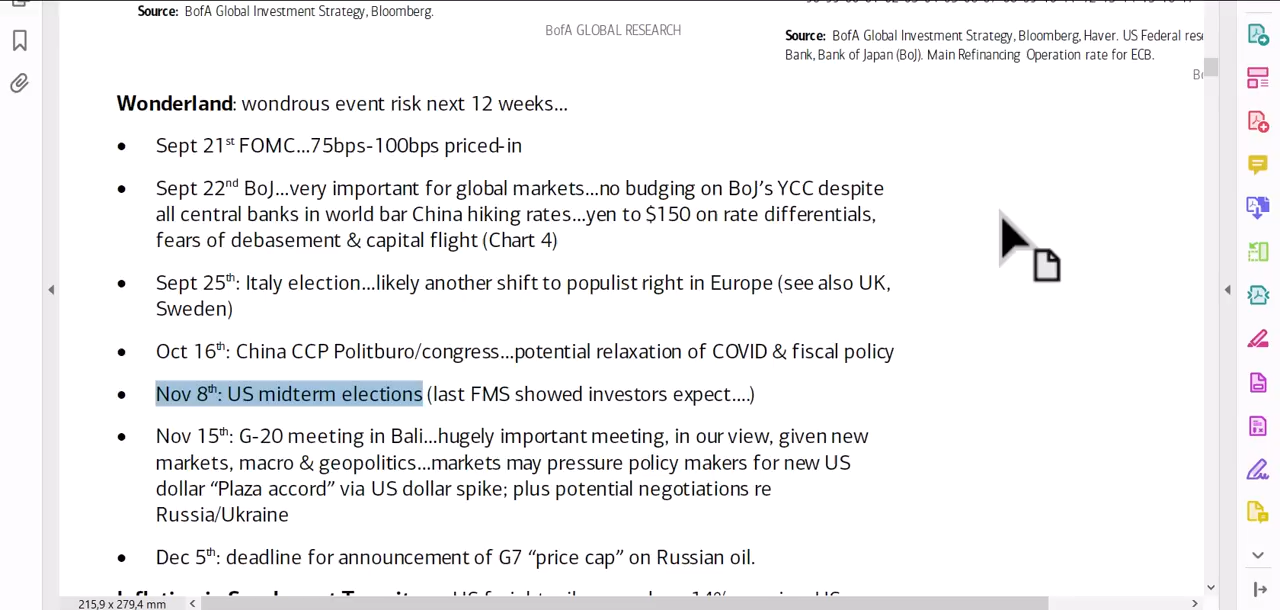 Source: BofA Global Investment Strategy, Bloomberg.
BofA GLOBAL RESEARCH
Source: BofA Global Investment Strategy, Bloomberg, Haver. US Federal rese
Bank, Bank of Japan (BoJ). Main Refinancing Operation rate for ECB.
Wonderland: wondrous event risk next 12 weeks...
• Sept 21st FOMC...75bps-100bps priced-in
• Sept 22nd BoJ...very important for global markets...no budging on BoJ's YCC despite
all central banks in world bar China hiking rates...yen to $150 on rate differentials,
fears of debasement & capital flight (Chart 4)
• Sept 25th: Italy election...likely another shift to populist right in Europe (see also UK,
Sweden)
• Oct 16th: China CCP Politburo/congress...potential relaxation of COVID & fiscal policy
• Nov 8th: US midterm elections (last FMS showed investors expect....)
• Nov 15th: G-20 meeting in Bali...hugely important meeting, in our view, given new
markets, macro & geopolitics...markets may pressure policy makers for new US
dollar “Plaza accord” via US dollar spike; plus potential negotiations re
Russia/Ukraine
• Dec 5th: deadline for announcement of G7 “price cap” on Russian oil.
215,9 x 279,4 mm